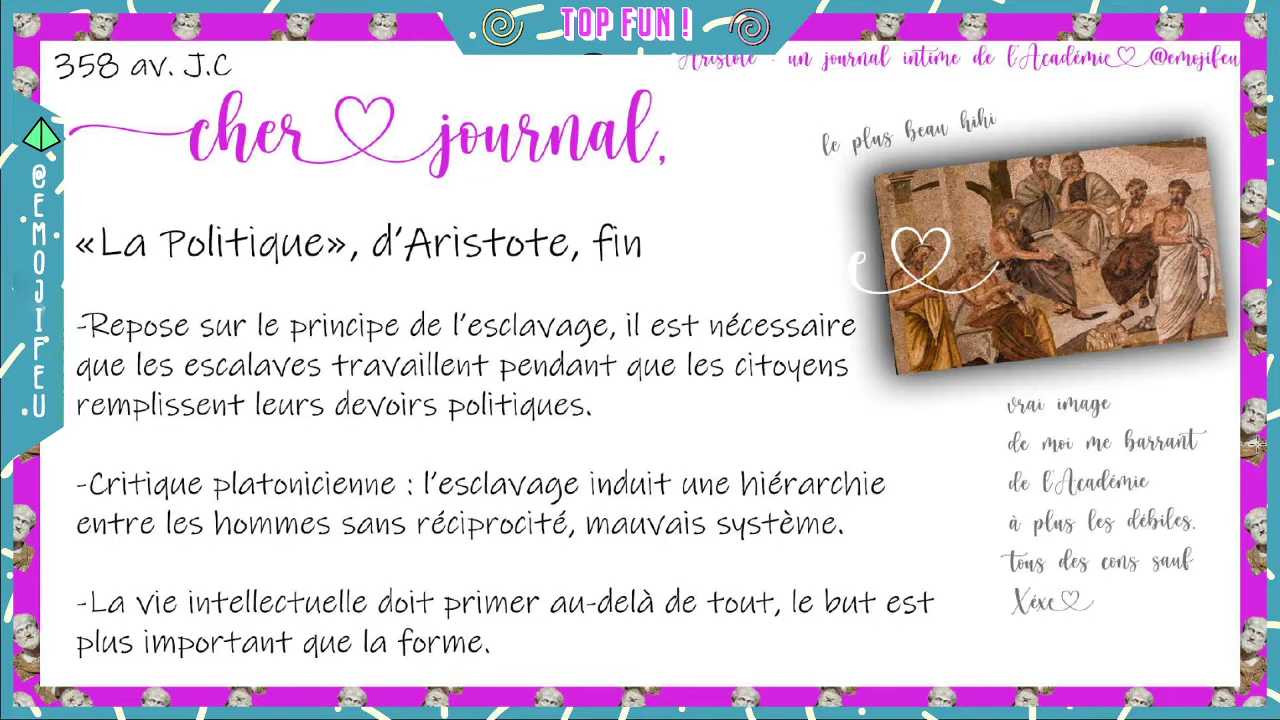 TOP FUN !
358 av. J.C
Aristote : un journal intime de l'Académie @emojifeu
cher journal,
le plus beau hihi
@EMOJIFEU
«La Politique», d'Aristote, fin
e
-Repose sur le principe de l'esclavage, il est nécessaire
que les escalaves travaillent pendant que les citoyens
remplissent leurs devoirs politiques.
-Critique platonicienne : l'esclavage induit une hiérarchie
entre les hommes sans réciprocité, mauvais système.
-La vie intellectuelle doit primer au-delà de tout, le but est
plus important que la forme.
vrai image
de moi me barrant
de l'Académie
à plus les débiles.
tous des cons sauf
Xéxe